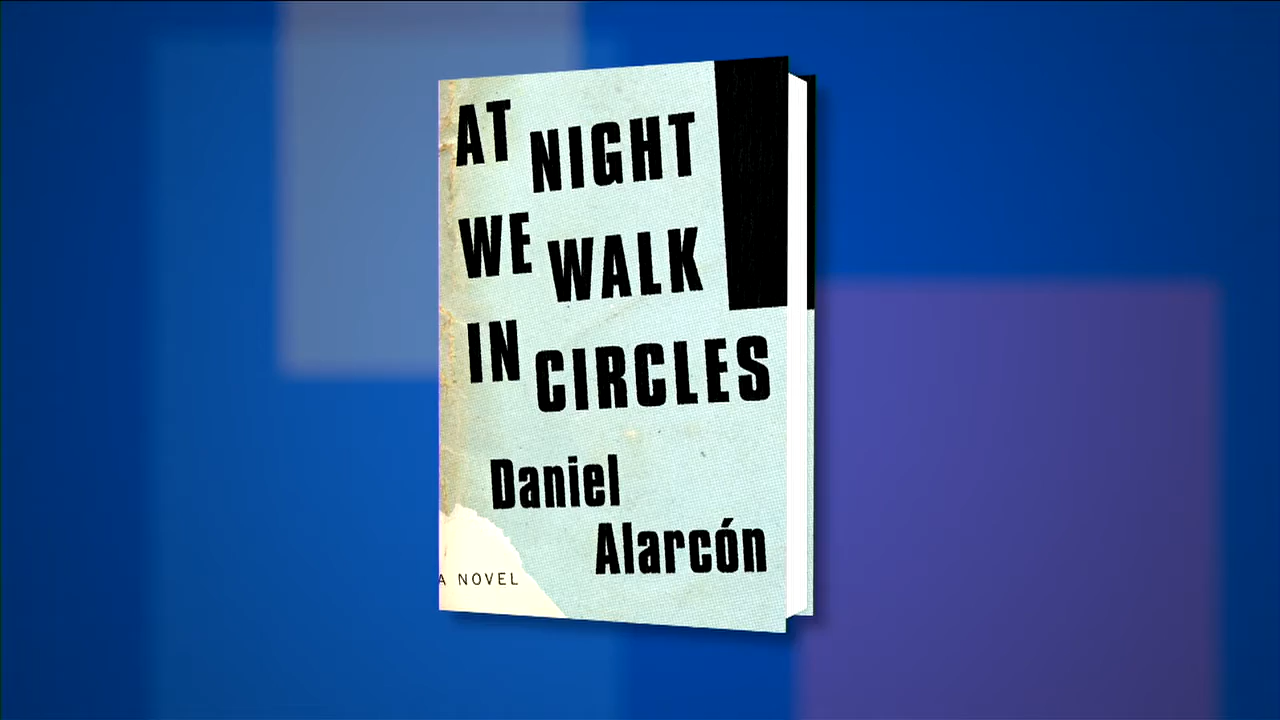 AT NIGHT
WE WALK
IN CIRCLES
Daniel
Alarcón
A NOVEL